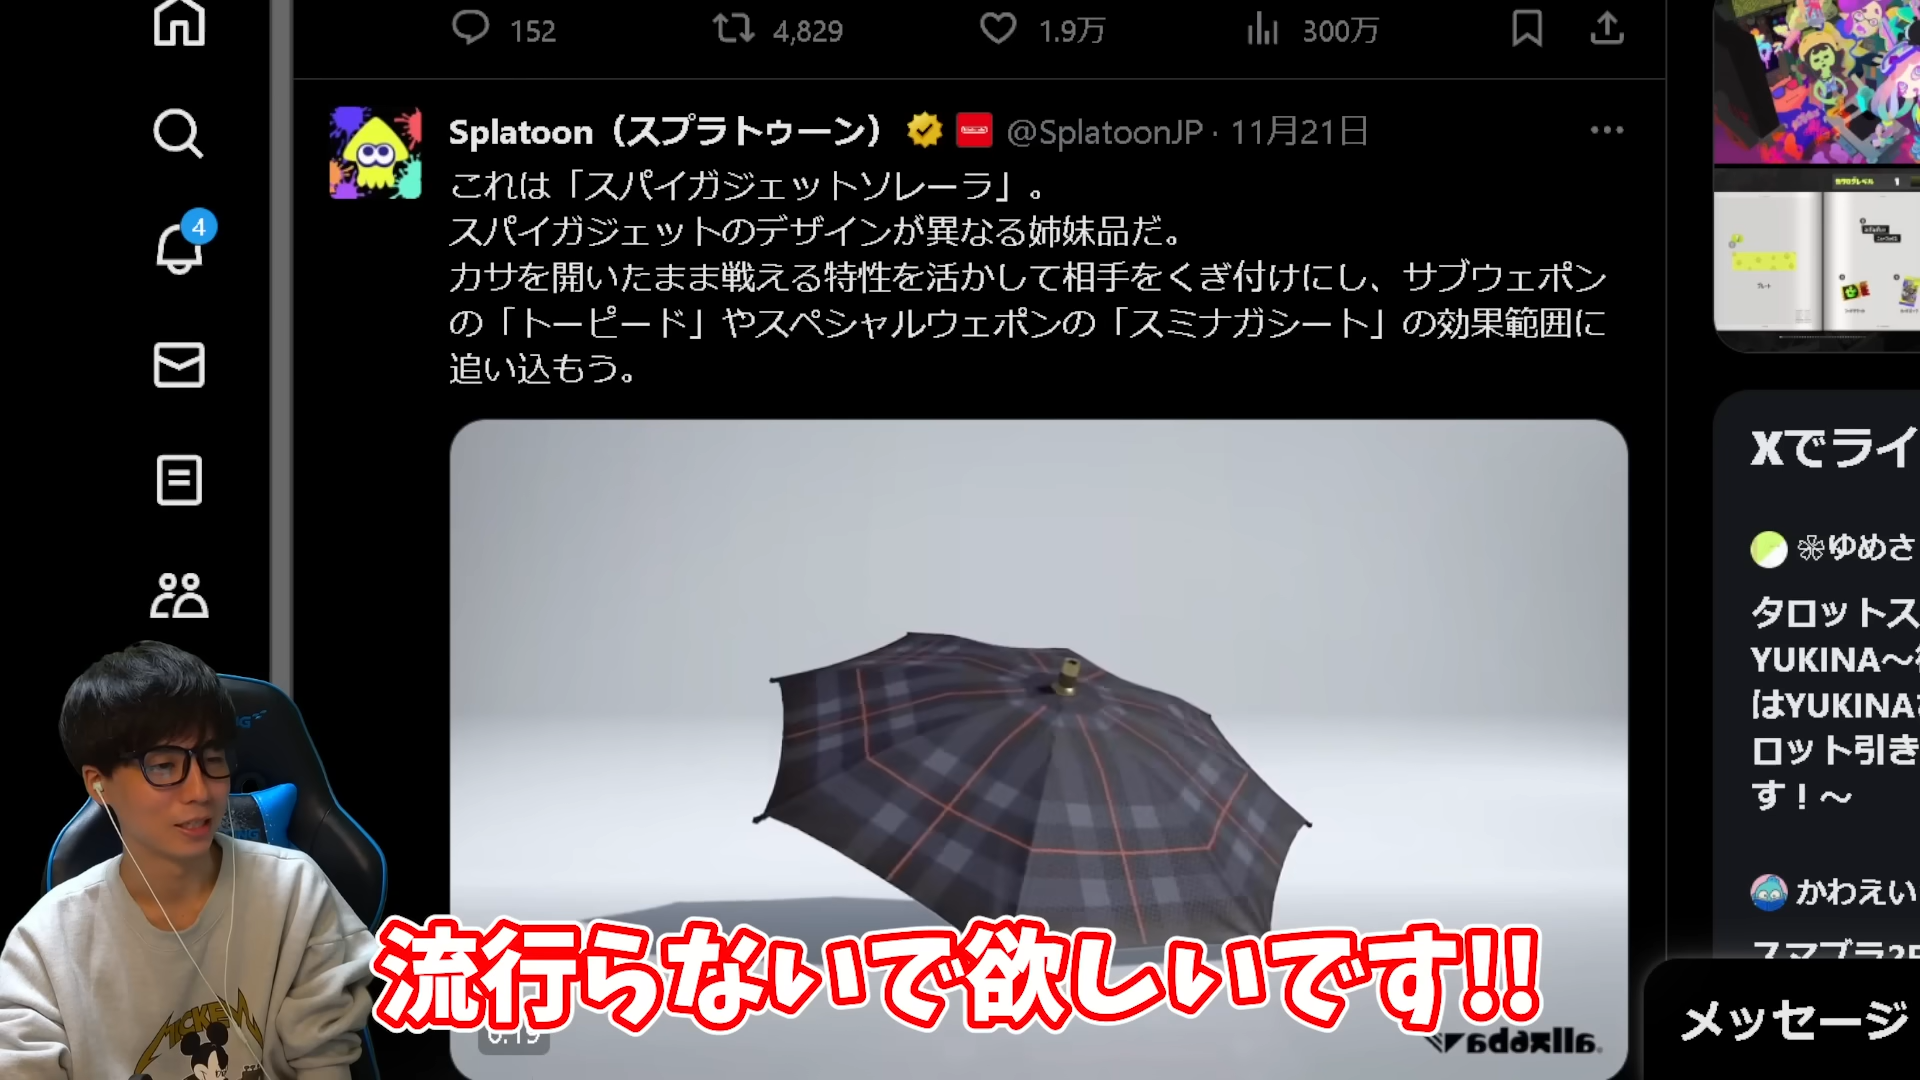 152 4,829 1.9万 300万
Splatoon（スプラトゥーン） @SplatoonJP · 11月21日
これは「スパイガジェットソレーラ」。
スパイガジェットのデザインが異なる姉妹品だ。
カサを開いたまま戦える特性を活かして相手をくぎ付けにし、サブウェポン
の「トーピード」やスペシャルウェポンの「スミナガシート」の効果範囲に
追い込もう。
4
Xでライ
ゆめさ
タロットス
YUKINA〜
はYUKINA
ロット引き
す！〜
かわえい
メッセージ
流行らないで欲しいです!!
MICKEY